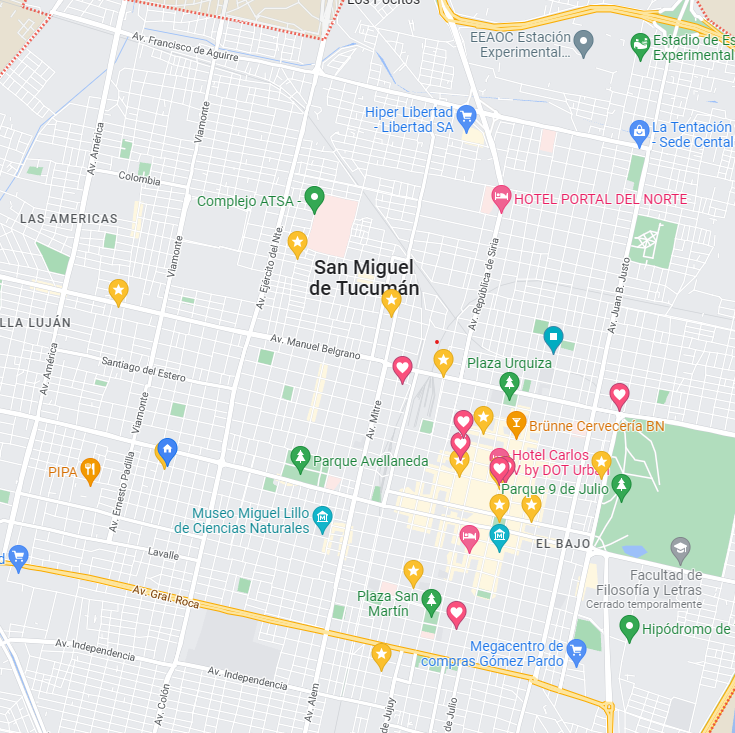 Los Pocitos
Av. Francisco de Aguirre
EEAOC Estación
Experimental...
Estadio de Es
Experimental
Hiper Libertad
- Libertad SA
La Tentación
- Sede Cental
Av. América
Viamonte
Colombia
Complejo ATSA -
HOTEL PORTAL DEL NORTE
LAS AMERICAS
Viamonte
Av. Ejército del Nte.
Av. República de Siria
Av. Juan B. Justo
San Miguel
de Tucumán
LLA LUJÁN
Av. Manuel Belgrano
Plaza Urquiza
Av. América
Santiago del Estero
Viamonte
Av. Mitre
Brünne Cervecería BN
PIPA
Parque Avellaneda
Hotel Carlos
V by DOT Urban
Parque 9 de Julio
Av. Ernesto Padilla
Museo Miguel Lillo
de Ciencias Naturales
EL BAJO
Lavalle
d
Facultad de
Filosofía y Letras
Cerrado temporalmente
Av. Gral. Roca
Plaza San
Martín
Hipódromo de
Megacentro de
compras Gómez Pardo
Av. Independencia
Av. Independencia
Av. Colón
Av. Alem
de Jujuy
de Julio